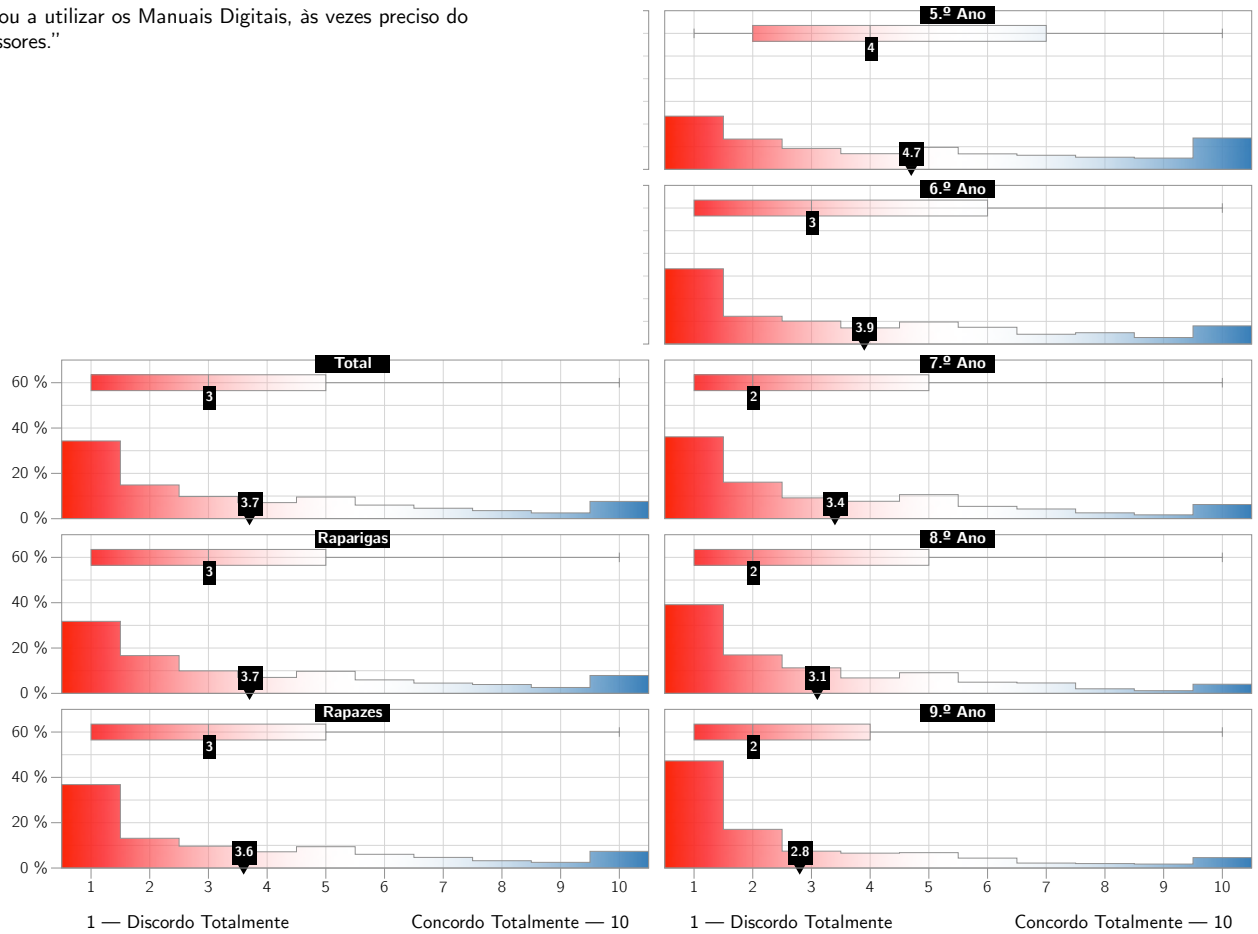 ou a utilizar os Manuais Digitais, às vezes preciso do
ssores.”
5.º Ano
4
4.7
6.º Ano
3
3.9
Total
60 %
40 %
20 %
0 %
3
3.7
7.º Ano
2
3.4
Raparigas
60 %
40 %
20 %
0 %
3
3.7
8.º Ano
2
3.1
Rapazes
60 %
40 %
20 %
0 %
3
3.6
9.º Ano
2
2.8
1 2 3 4 5 6 7 8 9 10
1 — Discordo Totalmente Concordo Totalmente — 10
1 2 3 4 5 6 7 8 9 10
1 — Discordo Totalmente Concordo Totalmente — 10